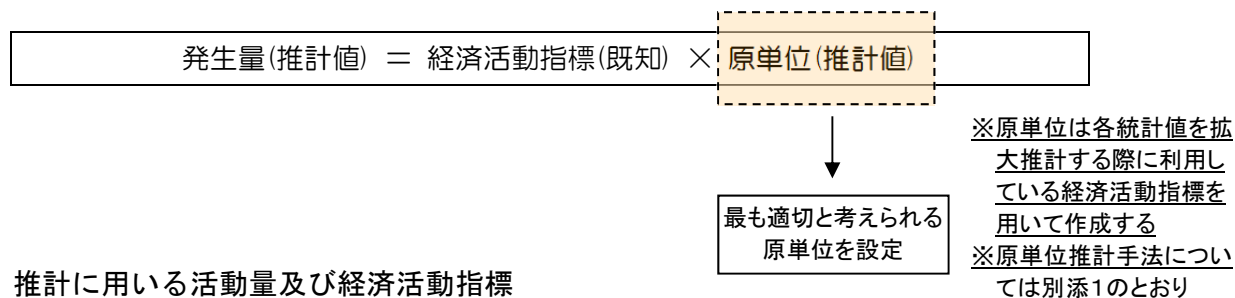 発生量(推計値) ＝ 経済活動指標(既知) × 原単位(推計値)
最も適切と考えられる
原単位を設定
※原単位は各統計値を拡
大推計する際に利用し
ている経済活動指標を
用いて作成する
※原単位推計手法につい
ては別添１のとおり
推計に用いる活動量及び経済活動指標